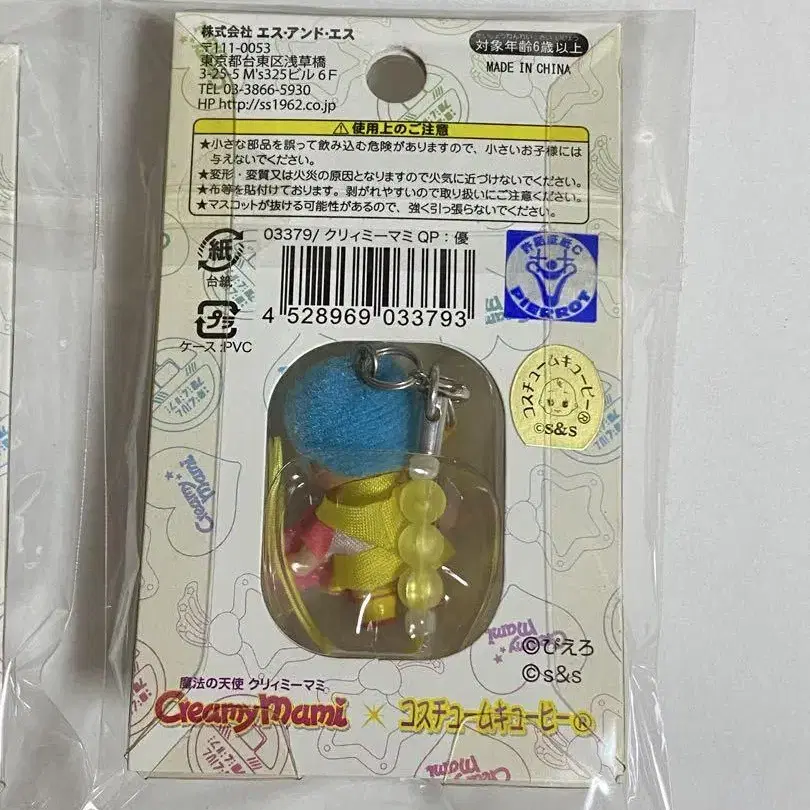 株式会社 エス・アンド・エス
〒111-0053
東京都台東区浅草橋
3-25-5 M's325ビル 6F
TEL 03-3866-5930
HP http://ss1962.co.jp
対象年齢6歳以上
MADE IN CHINA
⚠使用上のご注意
★小さな部品を誤って飲み込む危険がありますので、小さいお子様には
与えないでください。
★変形・変質又は火災の原因となりますので火気に近づけないでください。
★布等を貼付けております。剥がれやすいので取り扱いにご注意ください。
★マスコットが抜ける可能性があるので、強く引っ張らないでください。
03379/ クリィミーマミ QP：優
紙
台紙
プラ
ケース:PVC
4 528969 033793
許諾証紙C
PIERROT
コスチュームキューピー®
©s&s
Creamy Mami
Creamy Mami
©ぴえろ
©s&s
魔法の天使 クリィミーマミ
Creamy Mami × コスチュームキューピー®
Creamy Mami